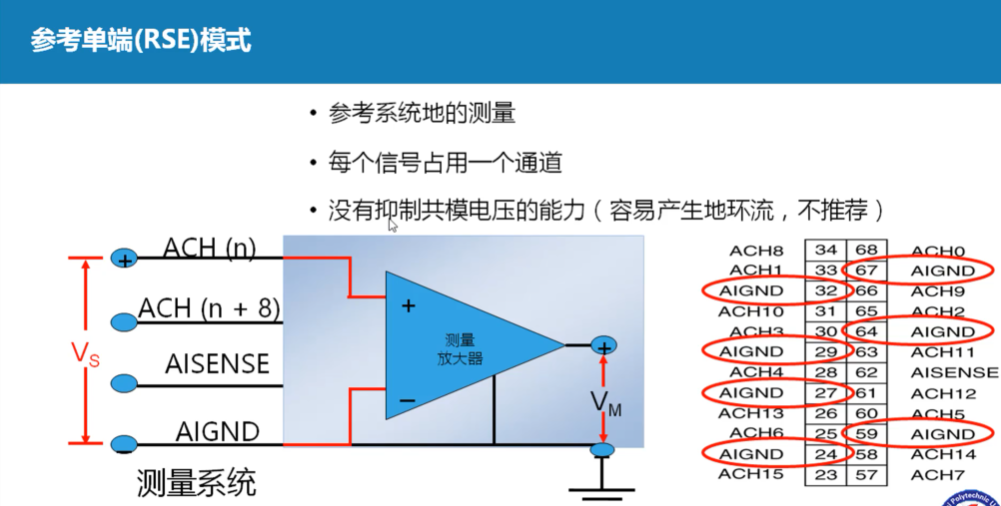 参考单端(RSE)模式
• 参考系统地的测量
• 每个信号占用一个通道
• 没有抑制共模电压的能力（容易产生地环流，不推荐）
ACH (n)
ACH (n + 8)
AISENSE
AIGND
VS
+
−
测量
放大器
+
VM
测量系统
ACH8 34 68 ACH0
ACH1 33 67 AIGND
AIGND 32 66 ACH9
ACH10 31 65 ACH2
ACH3 30 64 AIGND
AIGND 29 63 ACH11
ACH4 28 62 AISENSE
AIGND 27 61 ACH12
ACH13 26 60 ACH5
ACH6 25 59 AIGND
AIGND 24 58 ACH14
ACH15 23 57 ACH7
Polytechnic